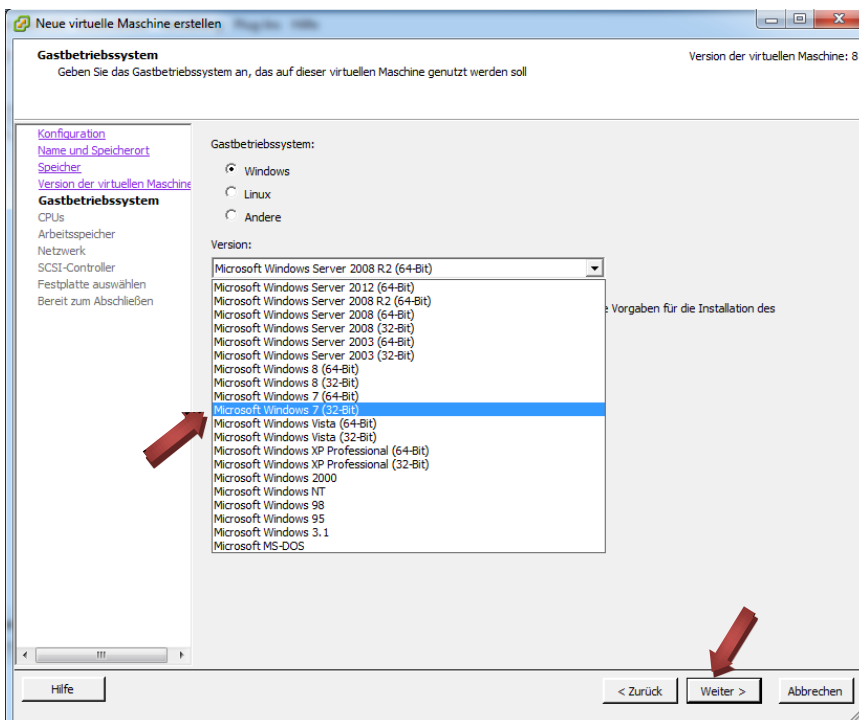 Neue virtuelle Maschine erstellen
Gastbetriebssystem
Geben Sie das Gastbetriebssystem an, das auf dieser virtuellen Maschine genutzt werden soll
Version der virtuellen Maschine: 8
Konfiguration
Name und Speicherort
Speicher
Version der virtuellen Maschine
Gastbetriebssystem
CPUs
Arbeitsspeicher
Netzwerk
SCSI-Controller
Festplatte auswählen
Bereit zum Abschließen
Gastbetriebssystem:
Windows
Linux
Andere
Version:
Microsoft Windows Server 2008 R2 (64-Bit)
Microsoft Windows Server 2012 (64-Bit)
Microsoft Windows Server 2008 R2 (64-Bit)
Microsoft Windows Server 2008 (64-Bit)
Microsoft Windows Server 2008 (32-Bit)
Microsoft Windows Server 2003 (64-Bit)
Microsoft Windows Server 2003 (32-Bit)
Microsoft Windows 8 (64-Bit)
Microsoft Windows 8 (32-Bit)
Microsoft Windows 7 (64-Bit)
Microsoft Windows 7 (32-Bit)
Microsoft Windows Vista (64-Bit)
Microsoft Windows Vista (32-Bit)
Microsoft Windows XP Professional (64-Bit)
Microsoft Windows XP Professional (32-Bit)
Microsoft Windows 2000
Microsoft Windows NT
Microsoft Windows 98
Microsoft Windows 95
Microsoft Windows 3.1
Microsoft MS-DOS
Vorgaben für die Installation des
Hilfe
< Zurück
Weiter >
Abbrechen